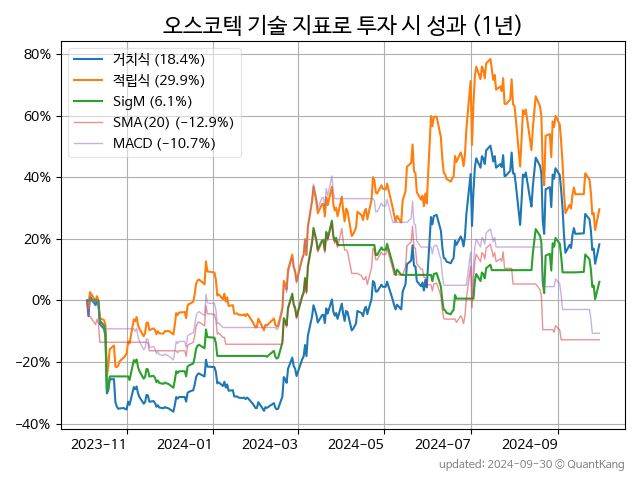 오스코텍 기술 지표로 투자 시 성과 (1년)
80%
60%
40%
20%
0%
−20%
−40%
거치식 (18.4%)
적립식 (29.9%)
SigM (6.1%)
SMA(20) (−12.9%)
MACD (−10.7%)
2023-11
2024-01
2024-03
2024-05
2024-07
2024-09
updated: 2024-09-30 © QuantKang